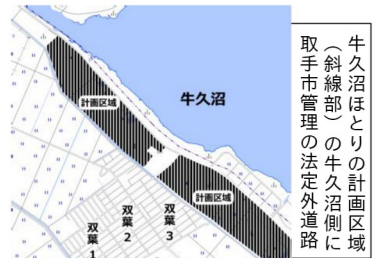 牛久沼ほとりの計画区域
（斜線部）の牛久沼側に
取手市管理の法定外道路
牛久沼
計画区域
計画区域
双葉3
双葉2
双葉1